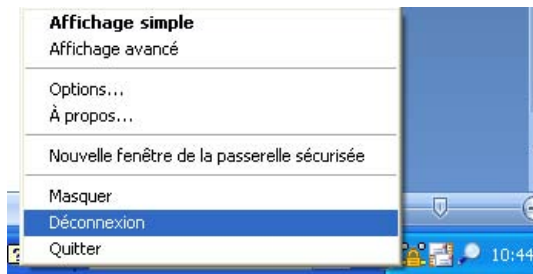 Affichage simple
Affichage avancé
Options...
À propos...
Nouvelle fenêtre de la passerelle sécurisée
Masquer
Déconnexion
Quitter
10:44